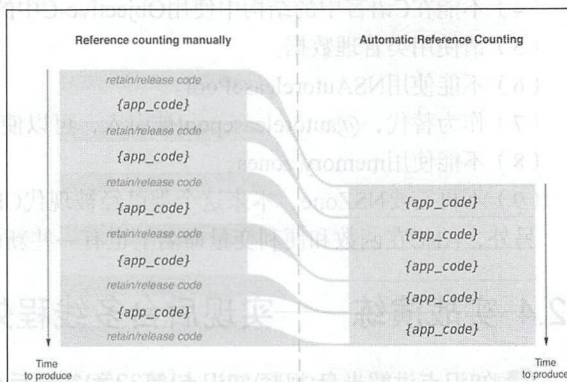 Reference counting manually
Automatic Reference Counting
retain/release code
{app_code}
retain/release code
{app_code}
retain/release code
{app_code}
retain/release code
{app_code}
retain/release code
{app_code}
retain/release code
{app_code}
{app_code}
{app_code}
{app_code}
{app_code}
Time
to produce
Time
to produce